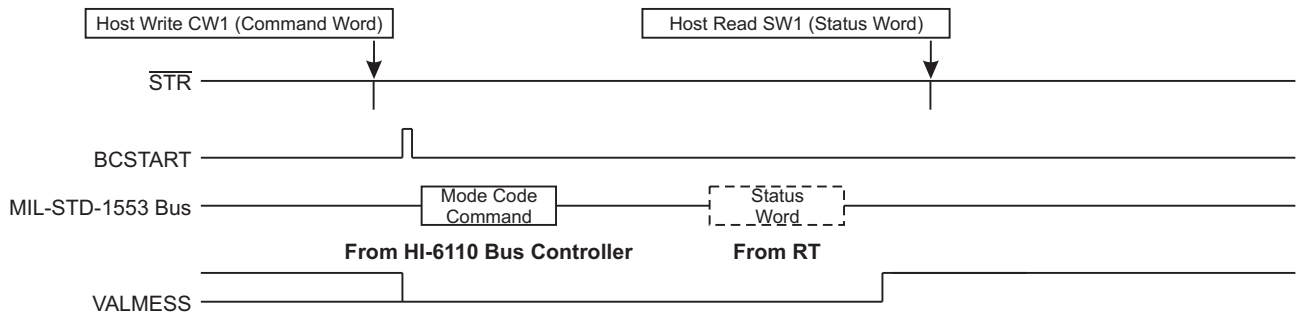 Host Write CW1 (Command Word)
Host Read SW1 (Status Word)
STR
BCSTART
MIL-STD-1553 Bus
Mode Code
Command
Status
Word
From HI-6110 Bus Controller
From RT
VALMESS